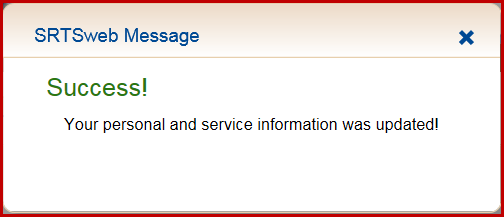 SRTSweb Message
Success!
Your personal and service information was updated!